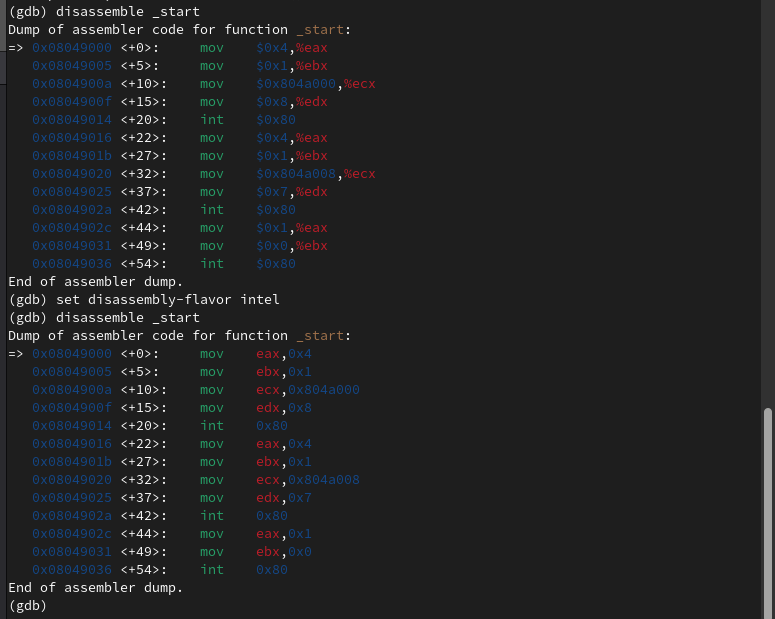 (gdb) disassemble _start
Dump of assembler code for function _start:
=> 0x08049000 <+0>:     mov    $0x4,%eax
   0x08049005 <+5>:     mov    $0x1,%ebx
   0x0804900a <+10>:    mov    $0x804a000,%ecx
   0x0804900f <+15>:    mov    $0x8,%edx
   0x08049014 <+20>:    int    $0x80
   0x08049016 <+22>:    mov    $0x4,%eax
   0x0804901b <+27>:    mov    $0x1,%ebx
   0x08049020 <+32>:    mov    $0x804a008,%ecx
   0x08049025 <+37>:    mov    $0x7,%edx
   0x0804902a <+42>:    int    $0x80
   0x0804902c <+44>:    mov    $0x1,%eax
   0x08049031 <+49>:    mov    $0x0,%ebx
   0x08049036 <+54>:    int    $0x80
End of assembler dump.
(gdb) set disassembly-flavor intel
(gdb) disassemble _start
Dump of assembler code for function _start:
=> 0x08049000 <+0>:     mov    eax,0x4
   0x08049005 <+5>:     mov    ebx,0x1
   0x0804900a <+10>:    mov    ecx,0x804a000
   0x0804900f <+15>:    mov    edx,0x8
   0x08049014 <+20>:    int    0x80
   0x08049016 <+22>:    mov    eax,0x4
   0x0804901b <+27>:    mov    ebx,0x1
   0x08049020 <+32>:    mov    ecx,0x804a008
   0x08049025 <+37>:    mov    edx,0x7
   0x0804902a <+42>:    int    0x80
   0x0804902c <+44>:    mov    eax,0x1
   0x08049031 <+49>:    mov    ebx,0x0
   0x08049036 <+54>:    int    0x80
End of assembler dump.
(gdb)